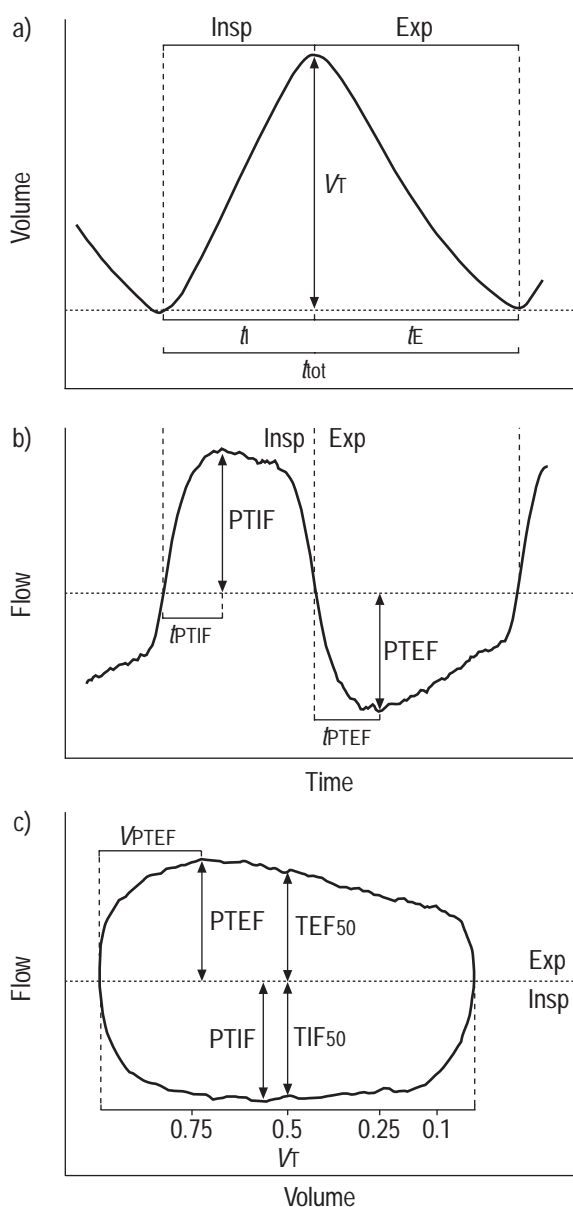 a)
Insp Exp
Volume
VT
tI tE
ttot
b)
Insp Exp
PTIF
Flow
tPTIF
PTEF
tPTEF
Time
c)
VPTEF
PTEF TEF50
Flow
Exp
Insp
PTIF TIF50
0.75 0.5 0.25 0.1
VT
Volume